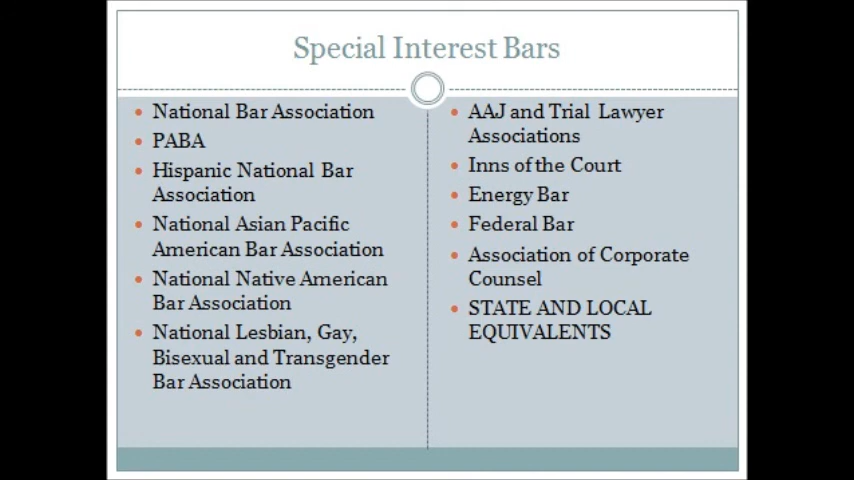 Special Interest Bars
National Bar Association
PABA
Hispanic National Bar
Association
National Asian Pacific
American Bar Association
National Native American
Bar Association
National Lesbian, Gay,
Bisexual and Transgender
Bar Association
AAJ and Trial Lawyer
Associations
Inns of the Court
Energy Bar
Federal Bar
Association of Corporate
Counsel
STATE AND LOCAL
EQUIVALENTS